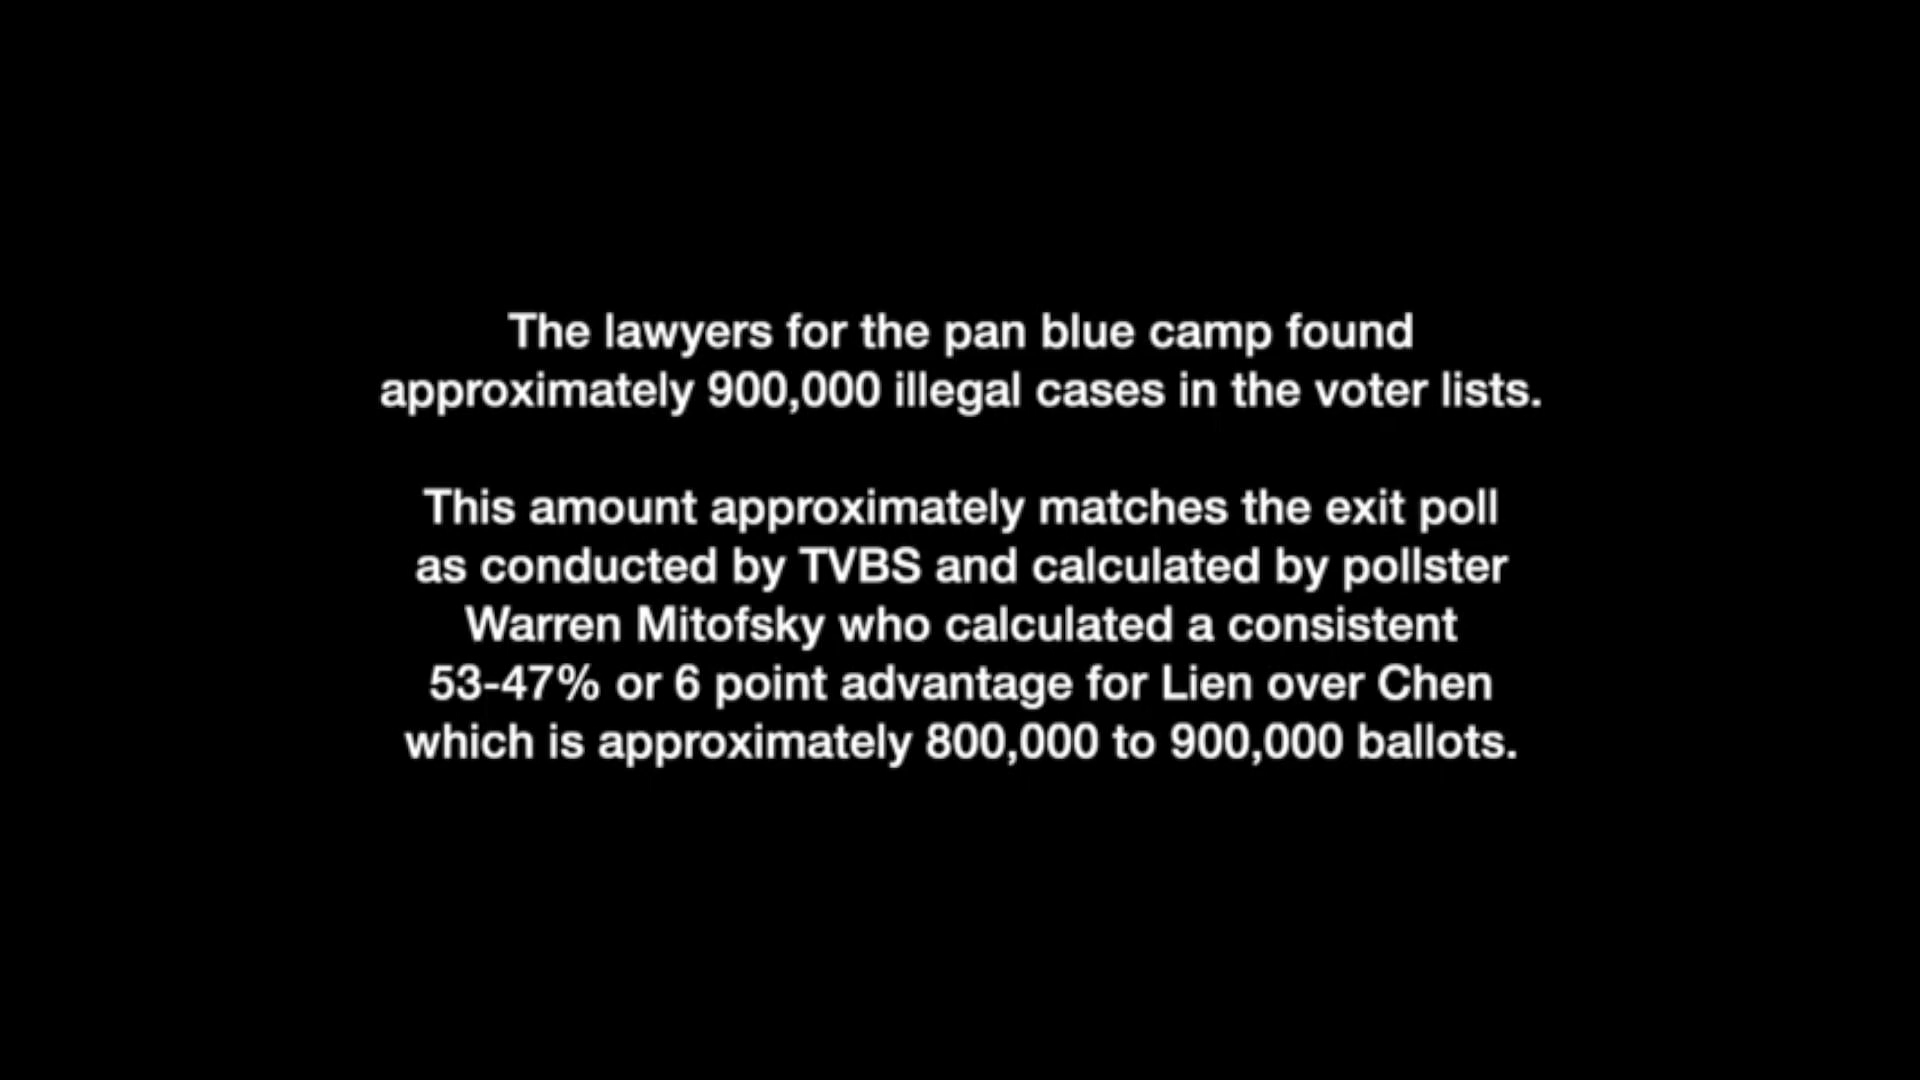 The lawyers for the pan blue camp found
approximately 900,000 illegal cases in the voter lists.
This amount approximately matches the exit poll
as conducted by TVBS and calculated by pollster
Warren Mitofsky who calculated a consistent
53-47% or 6 point advantage for Lien over Chen
which is approximately 800,000 to 900,000 ballots.